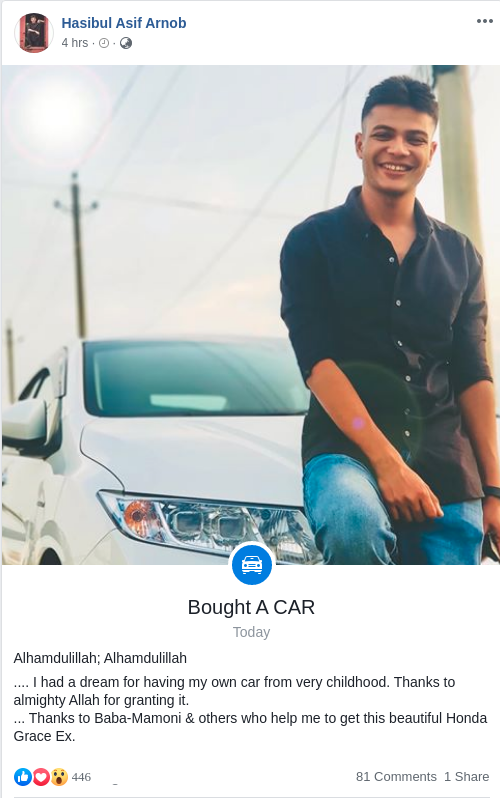 Hasibul Asif Arnob
4 hrs · ·
Bought A CAR
Today
Alhamdulillah; Alhamdulillah
.... I had a dream for having my own car from very childhood. Thanks to
almighty Allah for granting it.
... Thanks to Baba-Mamoni & others who help me to get this beautiful Honda
Grace Ex.
446
81 Comments 1 Share